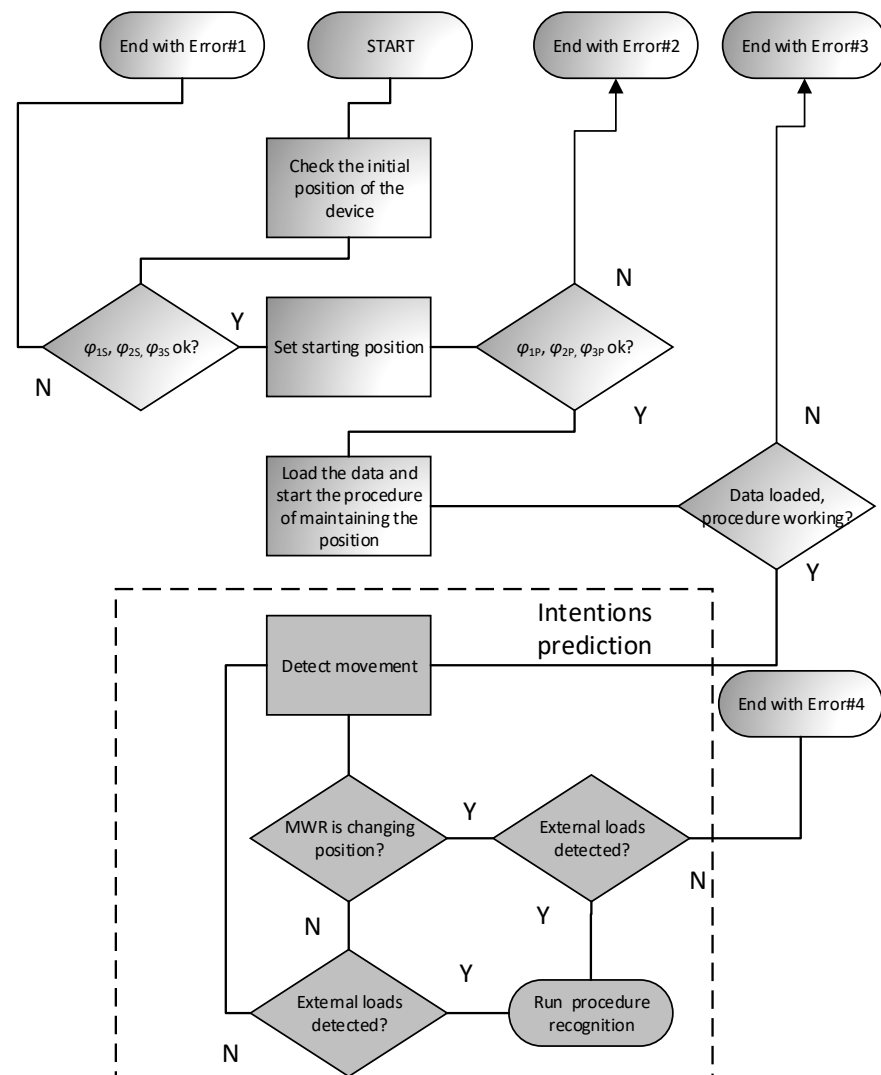 End with Error#1
START
End with Error#2
End with Error#3
Check the initial
position of the
device
N
Y
φ1S, φ2S, φ3S ok?
Set starting position
φ1P, φ2P, φ3P ok?
N
Y
N
Load the data and
start the procedure
of maintaining the
position
Data loaded,
procedure working?
Y
Intentions
prediction
Detect movement
End with Error#4
MWR is changing
position?
Y
External loads
detected?
N
Y
N
External loads
detected?
Y
Run procedure
recognition
N